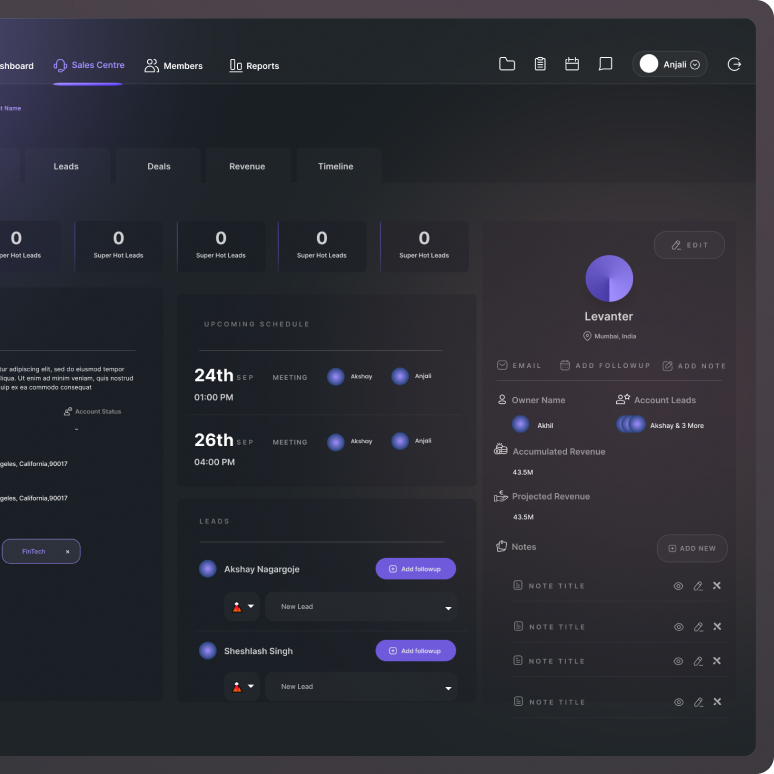 shboard
Sales Centre
Members
Reports
Anjali
t Name
Leads
Deals
Revenue
Timeline
0
per Hot Leads
0
Super Hot Leads
0
Super Hot Leads
0
Super Hot Leads
0
Super Hot Leads
tur adipiscing elit, sed do eiusmod tempor
liqua. Ut enim ad minim veniam, quis nostrud
uip ex ea commodo consequat
Account Status
-
geles, California,90017
geles, California,90017
FinTech ×
UPCOMING SCHEDULE
24th SEP MEETING Akshay Anjali
01:00 PM
26th SEP MEETING Akshay Anjali
04:00 PM
LEADS
Akshay Nagargoje Add followup
New Lead
Sheshlash Singh Add followup
New Lead
EDIT
Levanter
Mumbai, India
EMAIL ADD FOLLOWUP ADD NOTE
Owner Name Account Leads
Akhil Akshay & 3 More
Accumulated Revenue
43.5M
Projected Revenue
43.5M
Notes ADD NEW
NOTE TITLE
NOTE TITLE
NOTE TITLE
NOTE TITLE